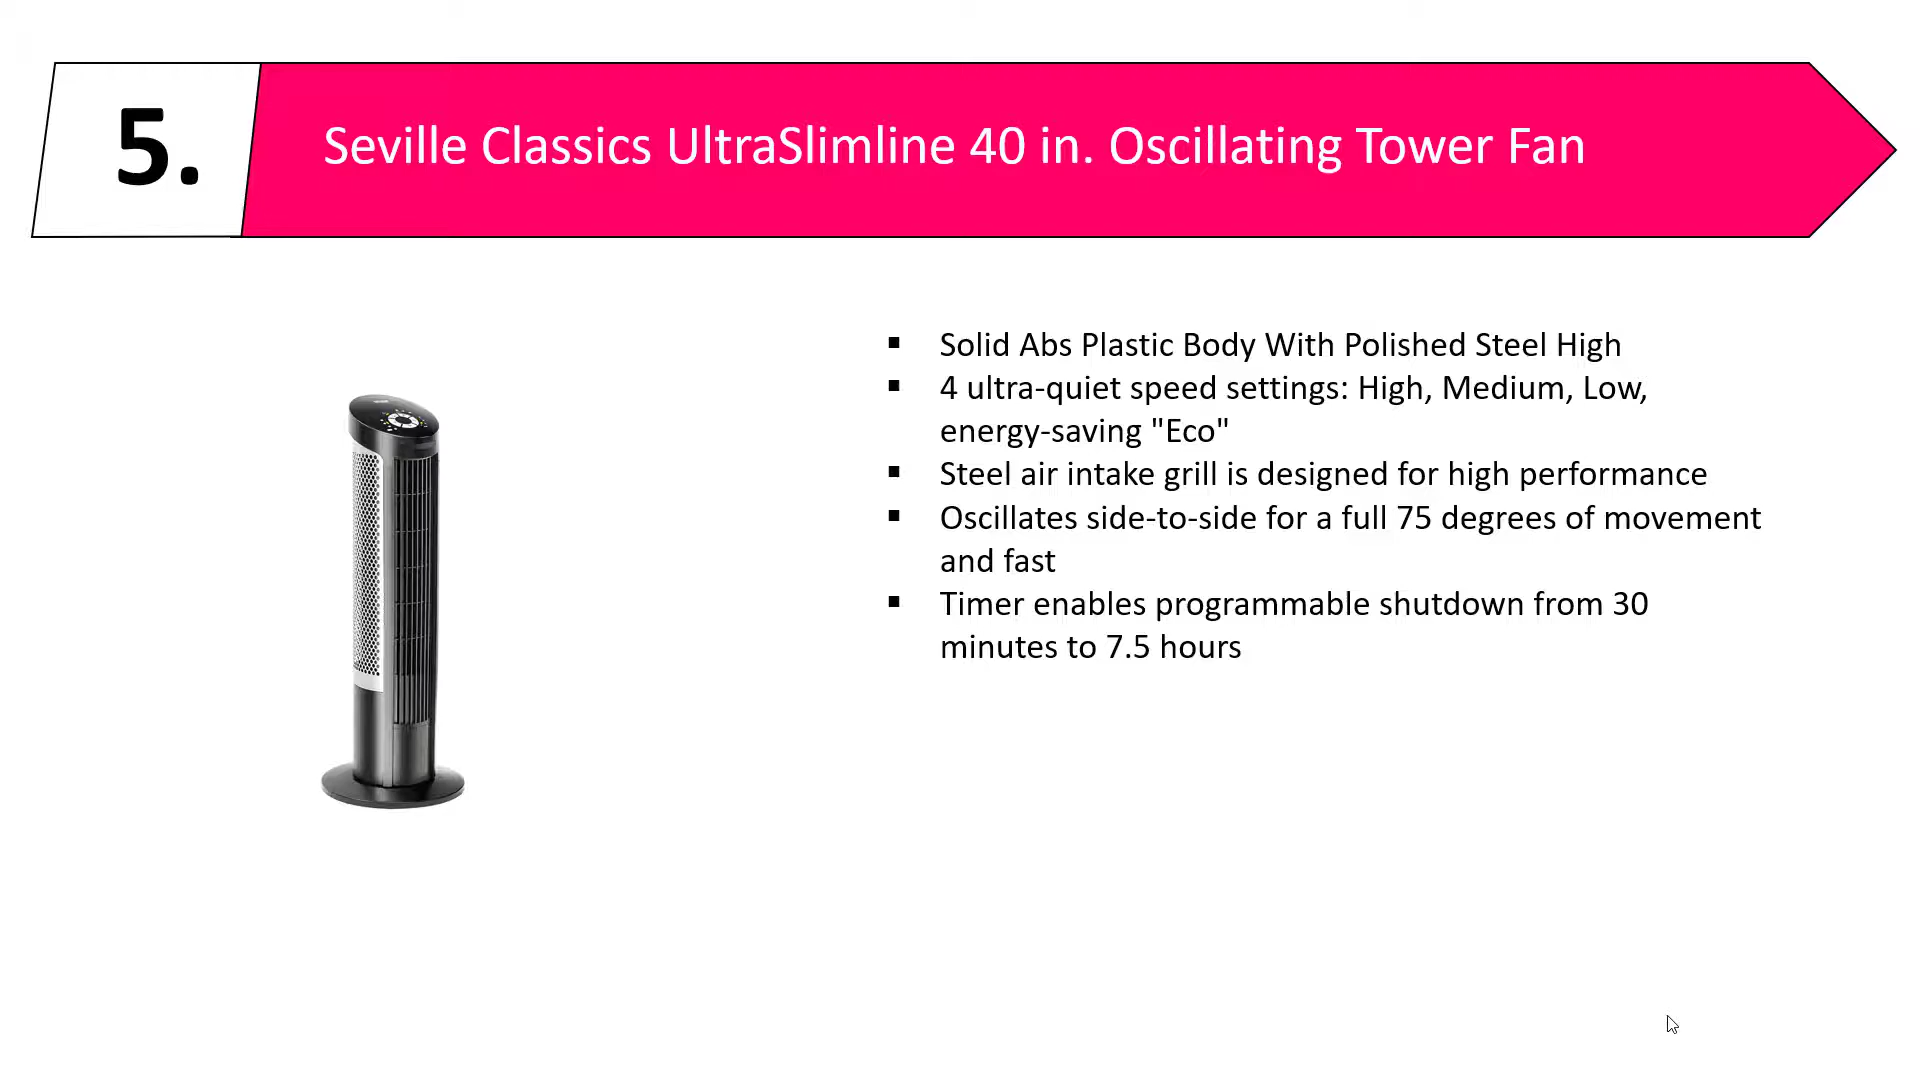 5.
Seville Classics UltraSlimline 40 in. Oscillating Tower Fan
▪ Solid Abs Plastic Body With Polished Steel High
▪ 4 ultra-quiet speed settings: High, Medium, Low,
energy-saving "Eco"
▪ Steel air intake grill is designed for high performance
▪ Oscillates side-to-side for a full 75 degrees of movement
and fast
▪ Timer enables programmable shutdown from 30
minutes to 7.5 hours